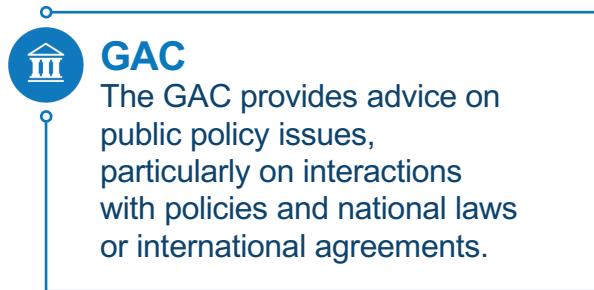 GAC
The GAC provides advice on
public policy issues,
particularly on interactions
with policies and national laws
or international agreements.